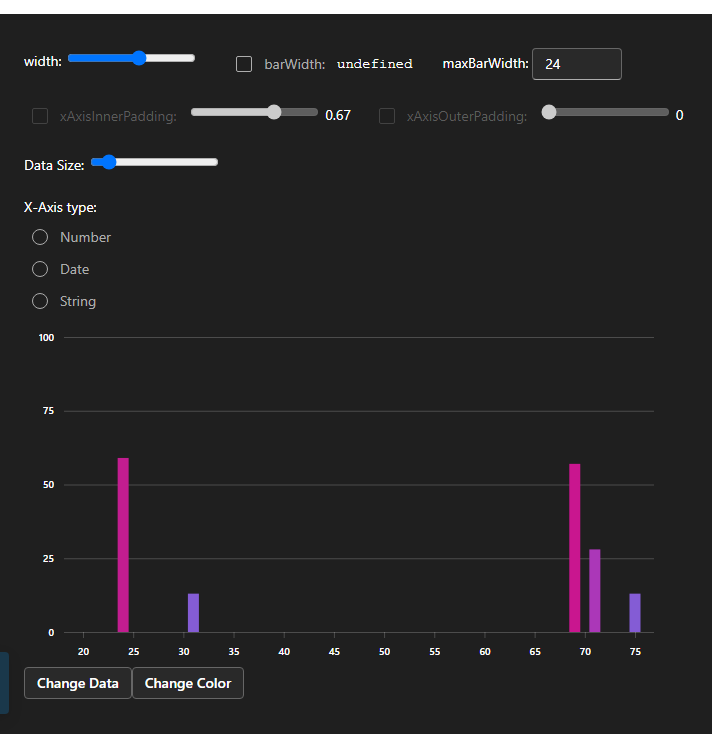 width: barWidth: undefined maxBarWidth: 24
xAxisInnerPadding: 0.67 xAxisOuterPadding: 0
Data Size:
X-Axis type:
Number
Date
String
100
75
50
25
0
20 25 30 35 40 45 50 55 60 65 70 75
Change Data Change Color